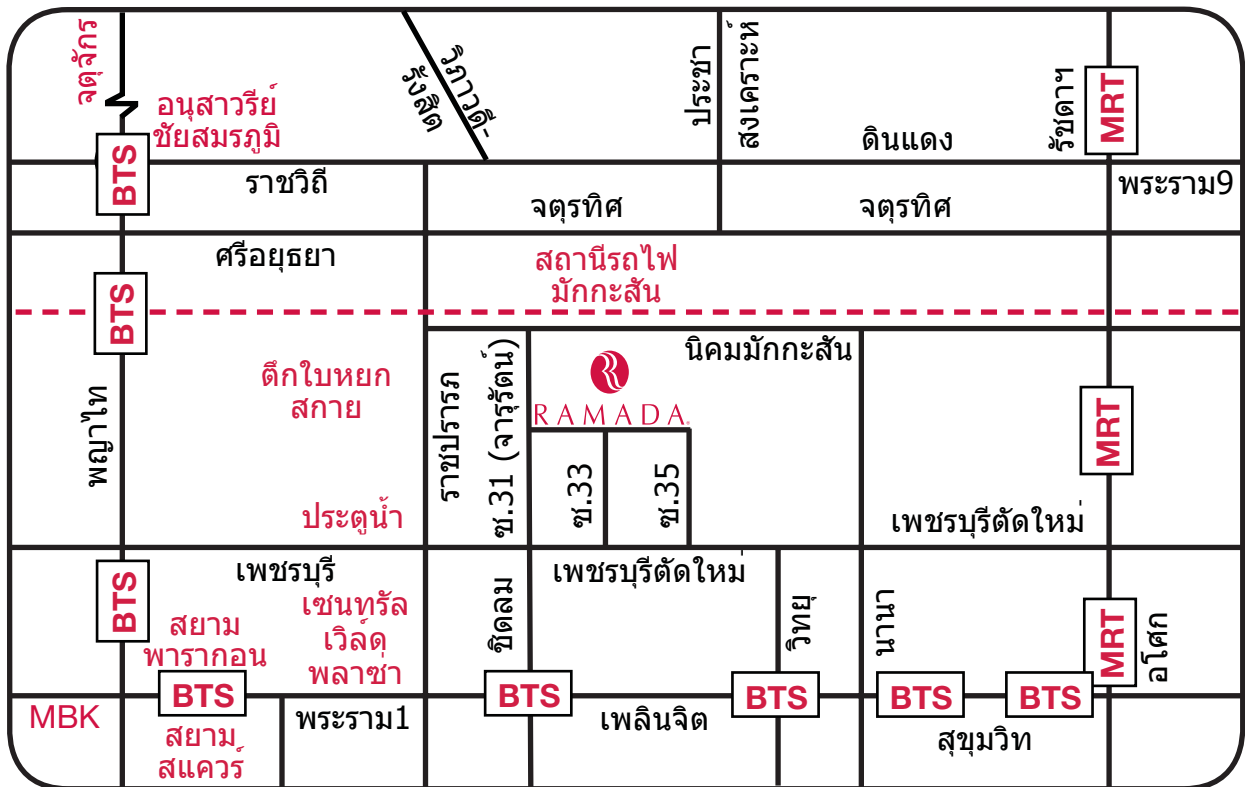 จตุจักร
อนุสาวรีย์
ชัยสมรภูมิ
วิภาวดี-
รังสิต
ประชา
สงเคราะห์
ดินแดง
รัชดาฯ
MRT
BTS
ราชวิถี
จตุรทิศ
จตุรทิศ
พระราม9
ศรีอยุธยา
สถานีรถไฟ
มักกะสัน
BTS
นิคมมักกะสัน
พญาไท
ตึกใบหยก
สกาย
ราชปรารภ
ซ.31 (จารุรัตน์)
RAMADA®
ซ.33
ซ.35
MRT
ประตูน้ำ
เพชรบุรีตัดใหม่
BTS
เพชรบุรี
เพชรบุรีตัดใหม่
เซนทรัล
เวิล์ด
พลาซ่า
สยาม
พารากอน
ชิดลม
วิทยุ
นานา
MRT
อโศก
BTS
BTS
BTS
BTS
BTS
MBK
พระราม1
เพลินจิต
สุขุมวิท
สยาม
สแควร์